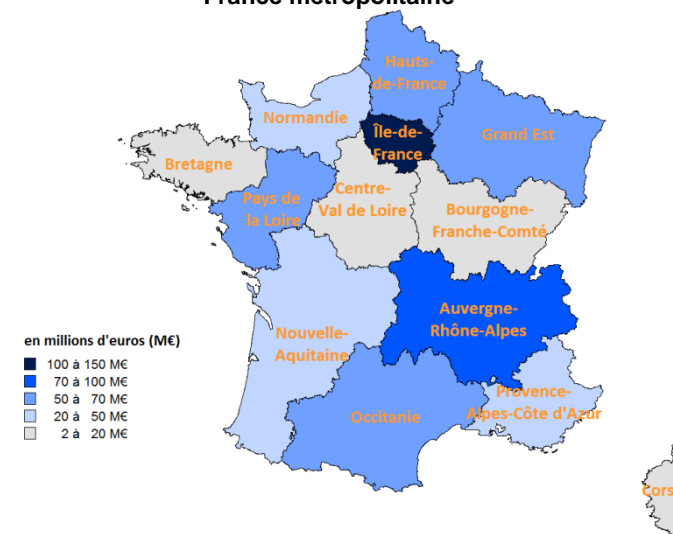 France métropolitaine
Hauts-
de-France
Normandie
Île-de-
France
Grand Est
Bretagne
Pays de
la Loire
Centre-
Val de Loire
Bourgogne-
Franche-Comté
Auvergne-
Rhône-Alpes
Nouvelle-
Aquitaine
Provence-
Alpes-Côte d'Azur
Occitanie
Cors
en millions d'euros (M€)
100 à 150 M€
70 à 100 M€
50 à 70 M€
20 à 50 M€
2 à 20 M€